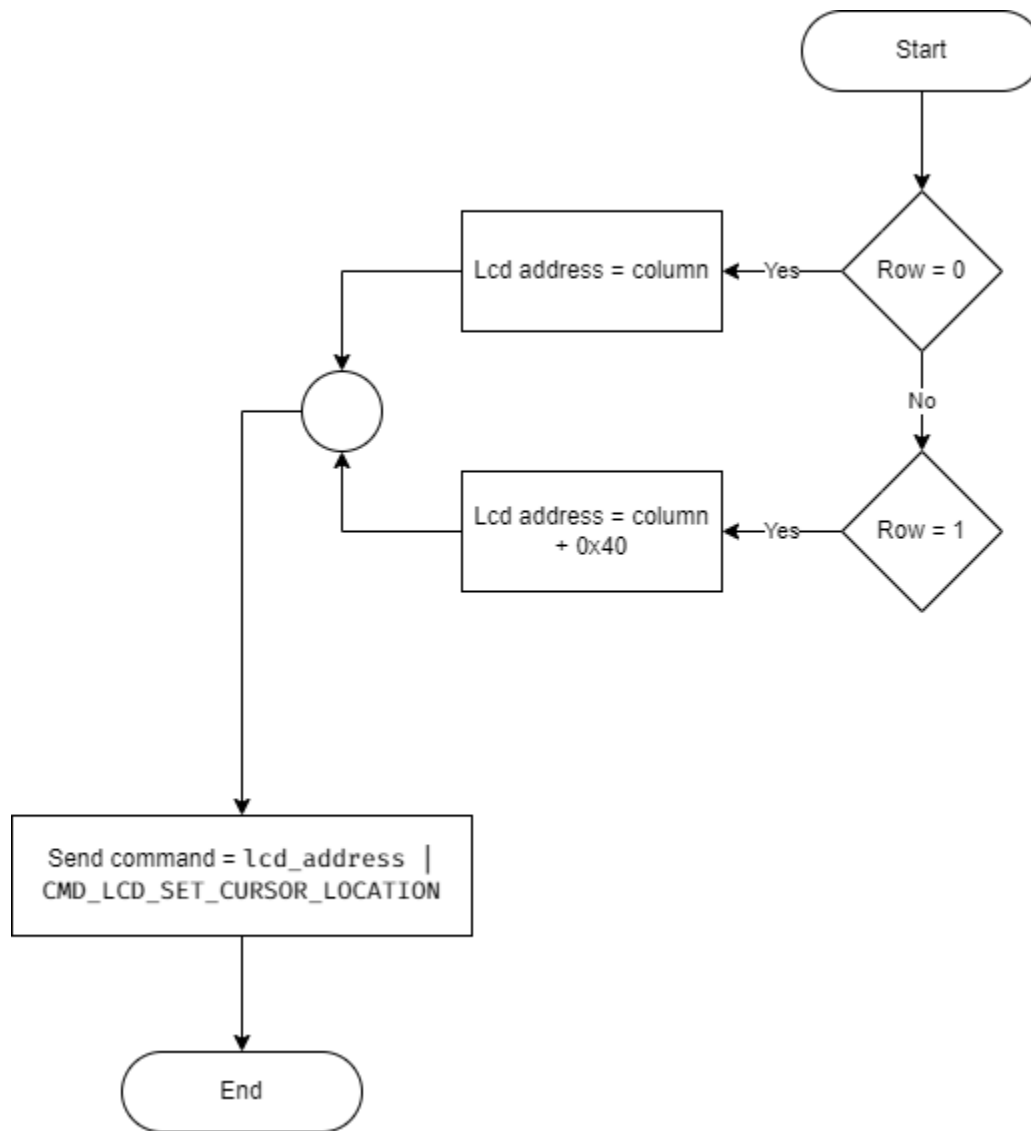 Start
Row = 0
Yes
Lcd address = column
No
Row = 1
Yes
Lcd address = column
+ 0x40
Send command = lcd_address |
CMD_LCD_SET_CURSOR_LOCATION
End